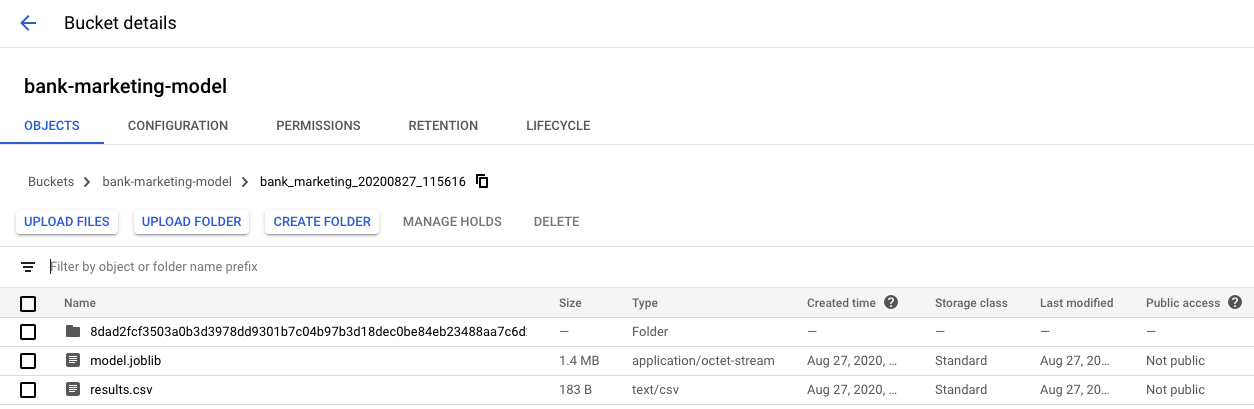 Bucket details
bank-marketing-model
OBJECTS CONFIGURATION PERMISSIONS RETENTION LIFECYCLE
Buckets > bank-marketing-model > bank_marketing_20200827_115616
UPLOAD FILES UPLOAD FOLDER CREATE FOLDER MANAGE HOLDS DELETE
Filter by object or folder name prefix
Name Size Type Created time ? Storage class Last modified Public access ?
8dad2fcf3503a0b3d3978dd9301b7c04b97b3d18dec0be84eb23488aa7c6d — Folder — — — —
model.joblib 1.4 MB application/octet-stream Aug 27, 2020, ... Standard Aug 27, 20... Not public
results.csv 183 B text/csv Aug 27, 2020, ... Standard Aug 27, 20... Not public